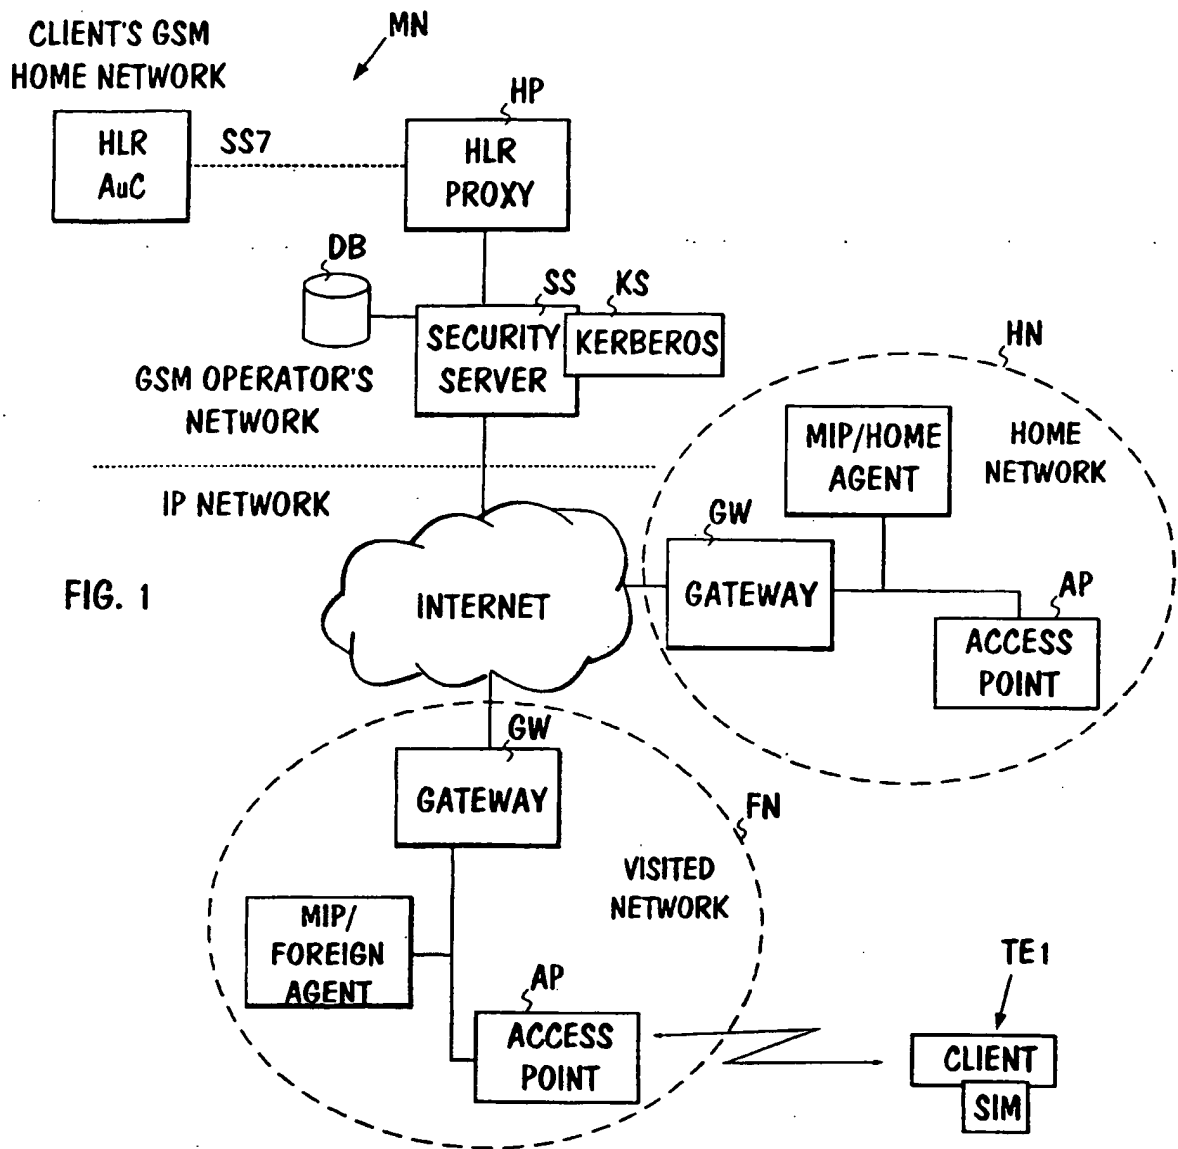 CLIENT'S GSM
HOME NETWORK
MN
HLR
AuC
SS7
HP
HLR
PROXY
DB
SS
KS
SECURITY
SERVER
KERBEROS
GSM OPERATOR'S
NETWORK
IP NETWORK
HN
MIP/HOME
AGENT
HOME
NETWORK
GW
GATEWAY
AP
ACCESS
POINT
FIG. 1
INTERNET
GW
GATEWAY
FN
VISITED
NETWORK
MIP/
FOREIGN
AGENT
AP
ACCESS
POINT
TE1
CLIENT
SIM